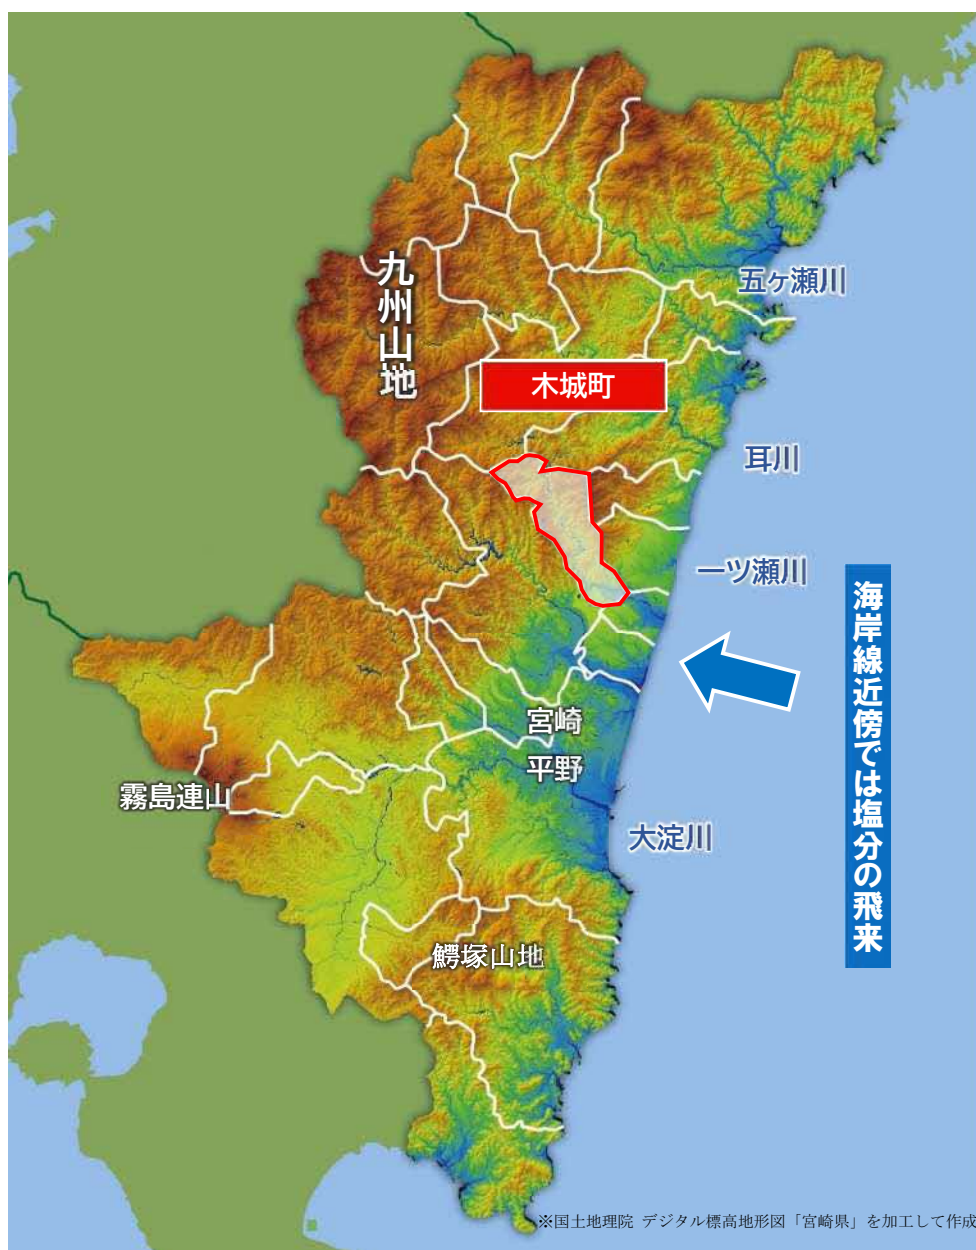 五ヶ瀬川
九州山地
木城町
耳川
一ツ瀬川
海岸線近傍では塩分の飛来
宮崎
平野
霧島連山
大淀川
鰐塚山地
※国土地理院 デジタル標高地形図「宮崎県」を加工して作成